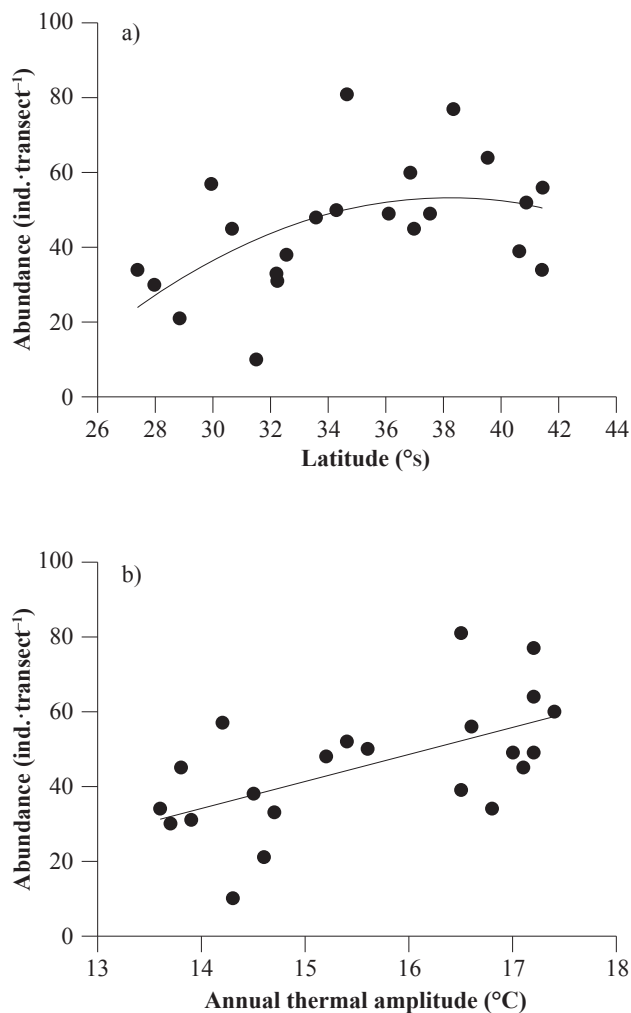 a)
Abundance (ind.·transect⁻¹)
100
80
60
40
20
0
26 28 30 32 34 36 38 40 42 44
Latitude (°s)
b)
Abundance (ind.·transect⁻¹)
100
80
60
40
20
0
13 14 15 16 17 18
Annual thermal amplitude (°C)